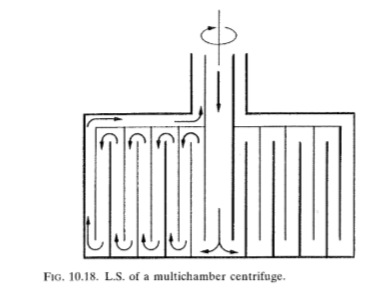 FIG. 10.18. L.S. of a multichamber centrifuge.